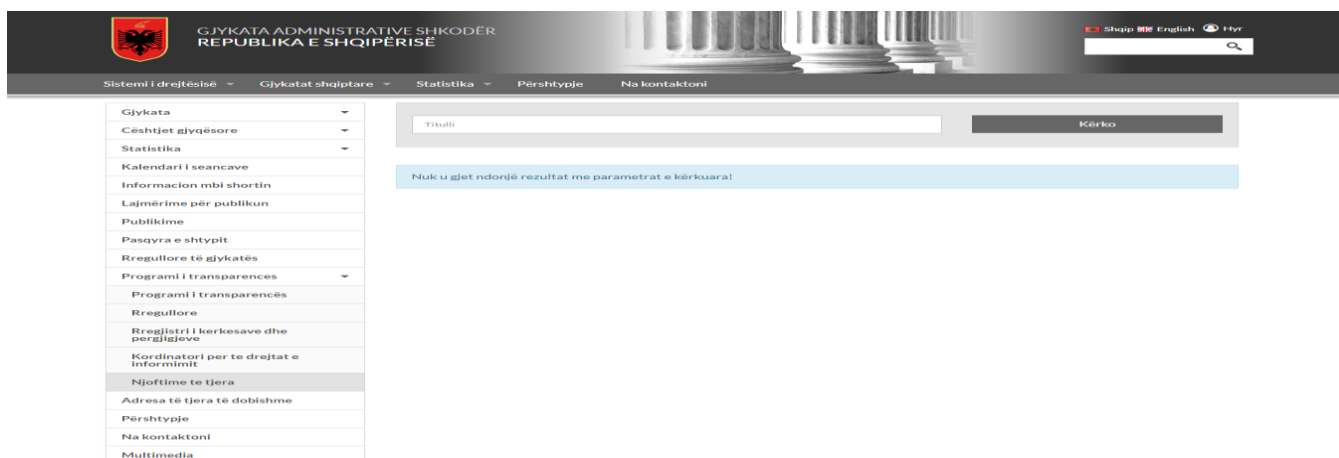 GJYKATA ADMINISTRATIVE SHKODËR
REPUBLIKA E SHQIPËRISË
Shqip English Hyr
Sistemi i drejtësisë Gjykatat shqiptare Statistika Përshtypje Na kontaktoni
Gjykata
Cështjet gjyqësore
Statistika
Kalendari i seancave
Informacion mbi shortin
Lajmërime për publikun
Publikime
Pasqyra e shtypit
Rregullore të gjykatës
Programi i transparences
Programi i transparencës
Rregullore
Rregjistri i kerkesave dhe
pergjigjeve
Kordinatori per te drejtat e
informimit
Njoftime te tjera
Adresa të tjera të dobishme
Përshtypje
Na kontaktoni
Multimedia
Titulli
Kërko
Nuk u gjet ndonjë rezultat me parametrat e kërkuara!